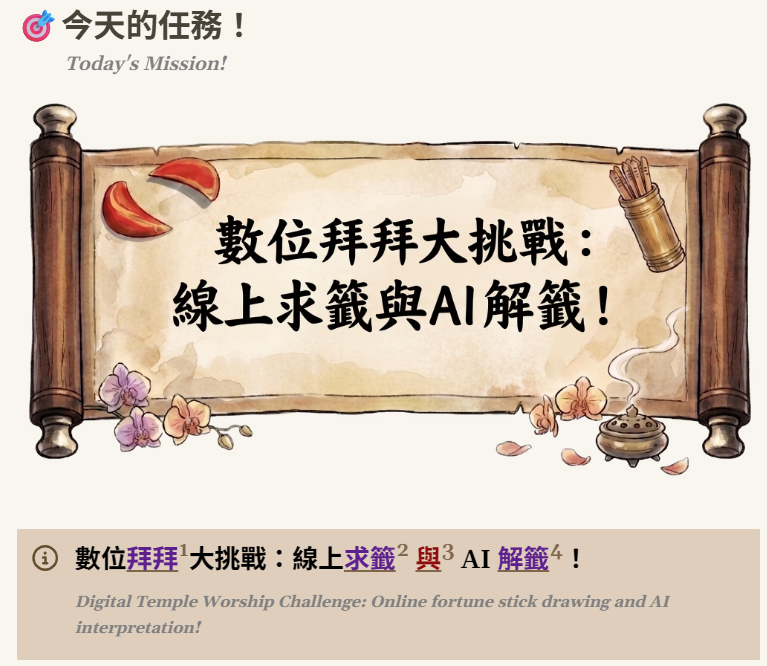 🎯 今天的任務！
Today's Mission!
數位拜拜大挑戰：
線上求籤與AI解籤！
數位拜拜1大挑戰：線上求籤2 與3 AI 解籤4！
Digital Temple Worship Challenge: Online fortune stick drawing and AI
interpretation!